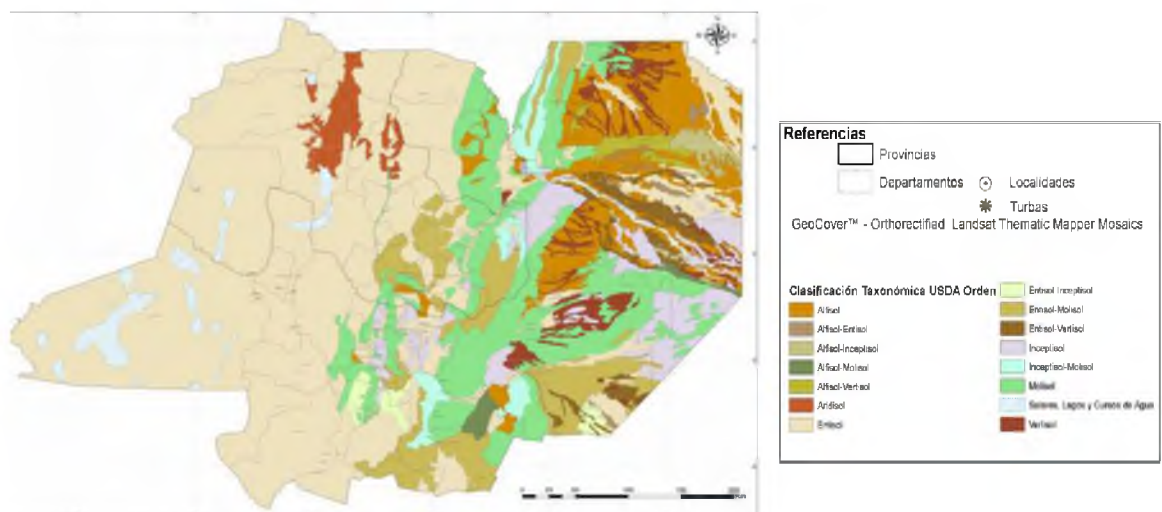 Referencias
Provincias
Departamentos
Localidades
Turbas
GeoCover™ - Orthorectified Landsat Thematic Mapper Mosaics
Clasificación Taxonómica USDA Orden
Alfisol
Alfisol-Entisol
Alfisol-Inceptisol
Alfisol-Molisol
Alfisol-Vertisol
Aridisol
Entisol
Entisol-Inceptisol
Entisol-Molisol
Entisol-Vertisol
Inceptisol
Inceptisol-Molisol
Molisol
Salares, Lagos y Cursos de Agua
Vertisol